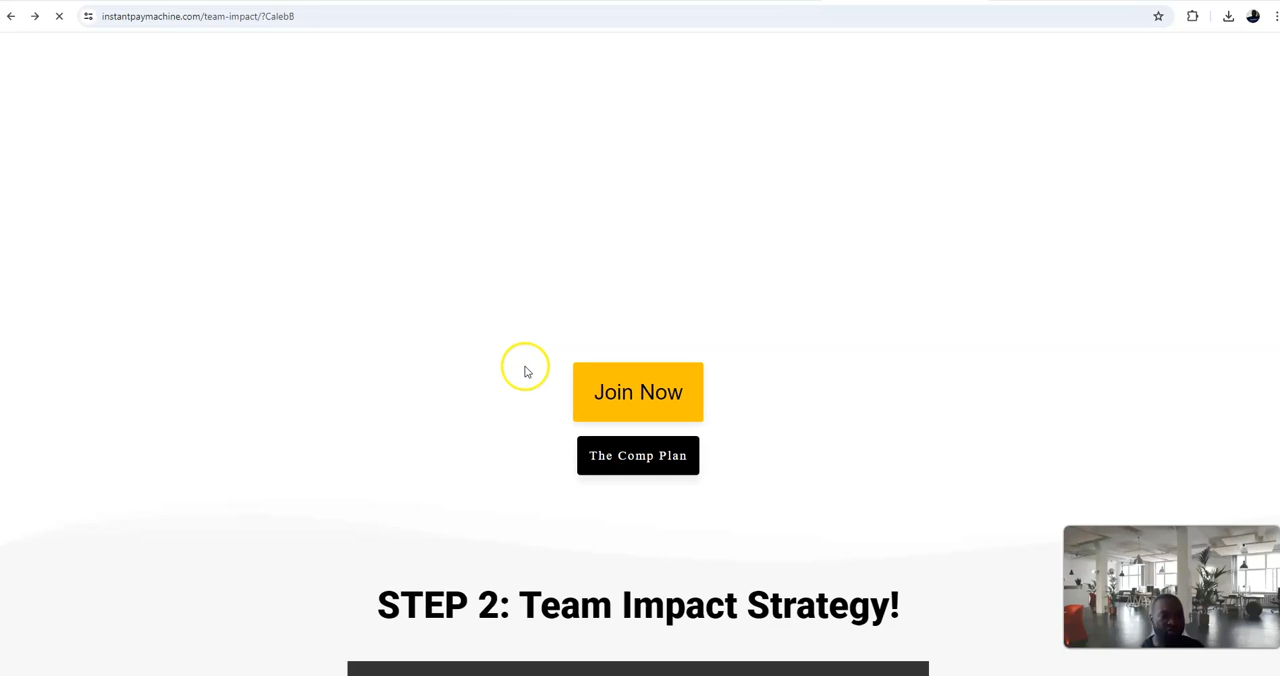 instantpaymachine.com/team-impact/?CalebB
Join Now
The Comp Plan
STEP 2: Team Impact Strategy!